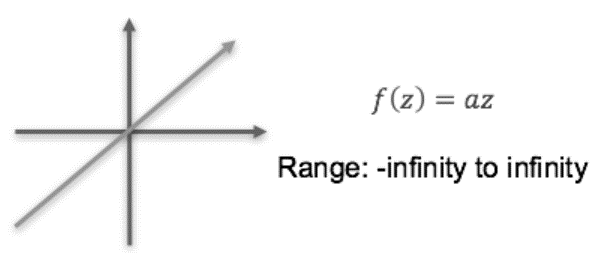 f(z) = az
Range: -infinity to infinity